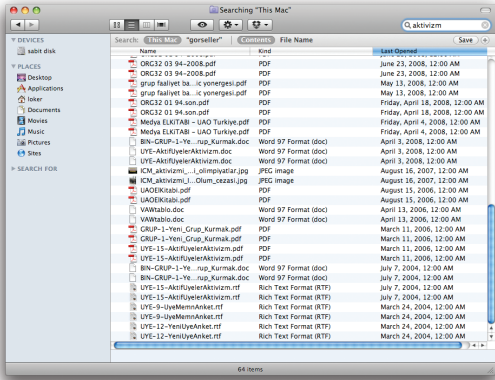 Searching "This Mac"
aktivizm
Search: This Mac "gorseller" Contents File Name Save
DEVICES
sabit disk
PLACES
Desktop
Applications
loker
Documents
Movies
Music
Pictures
Sites
SEARCH FOR
Name Kind Last Opened
ORG32 03 94-2008.pdf PDF June 23, 2008, 12:00 AM
ORG32 03 94-2008.pdf PDF June 23, 2008, 12:00 AM
grup faaliyet ba...ic yonergesi.pdf PDF May 13, 2008, 12:00 AM
grup faaliyet ba...ic yonergesi.pdf PDF May 13, 2008, 12:00 AM
ORG32 01 94.son.pdf PDF Friday, April 18, 2008, 12:00 AM
ORG32 01 94.son.pdf PDF Friday, April 18, 2008, 12:00 AM
Medya ELKiTABI - UAO Turkiye.pdf PDF Friday, April 4, 2008, 12:00 AM
Medya ELKiTABI - UAO Turkiye.pdf PDF Friday, April 4, 2008, 12:00 AM
BIN-GRUP-1-Ye...rup_Kurmak.doc Word 97 Format (doc) April 3, 2008, 12:00 AM
UYE-AktifUyelerAktivizm.doc Word 97 Format (doc) April 3, 2008, 12:00 AM
UYE-AktifUyelerAktivizm.doc Word 97 Format (doc) April 3, 2008, 12:00 AM
ICM_aktivizmi_...i_olimpiyatlar.jpg JPEG image August 16, 2007, 12:00 AM
ICM_aktivizmi_I...Olum_cezasi.jpg JPEG image August 16, 2007, 12:00 AM
UAOElKitabi.pdf PDF August 15, 2006, 12:00 AM
VAWtablo.doc Word 97 Format (doc) April 13, 2006, 12:00 AM
VAWtablo.doc Word 97 Format (doc) April 13, 2006, 12:00 AM
GRUP-1-Yeni_Grup_Kurmak.pdf PDF March 11, 2006, 12:00 AM
GRUP-1-Yeni_Grup_Kurmak.pdf PDF March 11, 2006, 12:00 AM
UYE-15-AktifUyelerAktivizm.pdf PDF March 11, 2006, 12:00 AM
UYE-15-AktifUyelerAktivizm.pdf PDF March 11, 2006, 12:00 AM
BIN-GRUP-1-Ye...rup_Kurmak.doc Word 97 Format (doc) July 7, 2004, 12:00 AM
BIN-GRUP-1-Ye...rup_Kurmak.doc Word 97 Format (doc) July 7, 2004, 12:00 AM
UYE-15-AktifUyelerAktivizm.rtf Rich Text Format (RTF) July 7, 2004, 12:00 AM
UYE-15-AktifUyelerAktivizm.rtf Rich Text Format (RTF) July 7, 2004, 12:00 AM
UYE-9-UyeMemnAnket.rtf Rich Text Format (RTF) March 24, 2004, 12:00 AM
UYE-9-UyeMemnAnket.rtf Rich Text Format (RTF) March 24, 2004, 12:00 AM
UYE-12-YeniUyeAnket.rtf Rich Text Format (RTF) March 24, 2004, 12:00 AM
UYE-12-YeniUyeAnket.rtf Rich Text Format (RTF) March 24, 2004, 12:00 AM
64 items